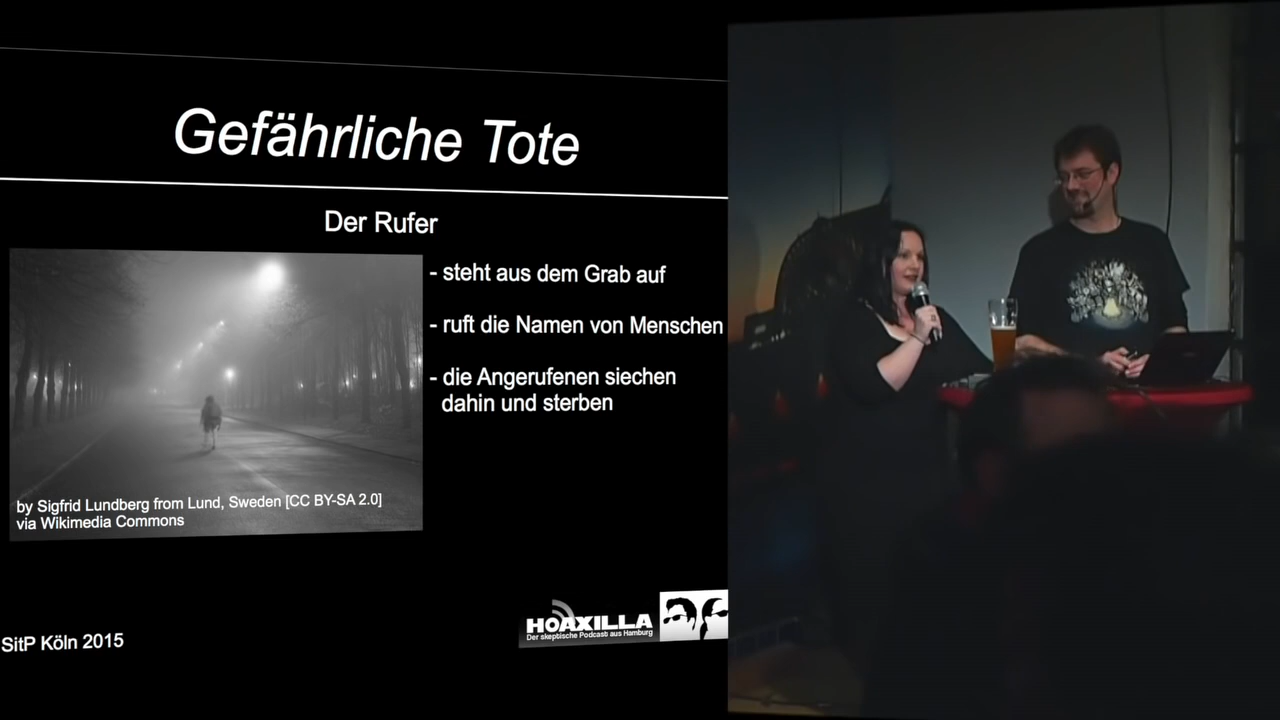 Gefährliche Tote
Der Rufer
- steht aus dem Grab auf
- ruft die Namen von Menschen
- die Angerufenen siechen
dahin und sterben
by Sigfrid Lundberg from Lund, Sweden [CC BY-SA 2.0]
via Wikimedia Commons
HOAXILLA
Der skeptische Podcast aus Hamburg
SitP Köln 2015